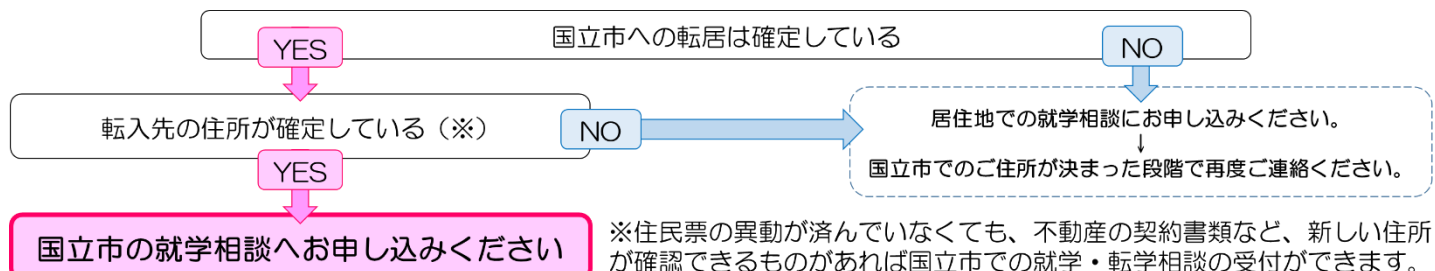 国立市への転居は確定している
YES
NO
転入先の住所が確定している（※）
NO
居住地での就学相談にお申し込みください。
↓
国立市でのご住所が決まった段階で再度ご連絡ください。
YES
国立市の就学相談へお申し込みください
※住民票の異動が済んでいなくても、不動産の契約書類など、新しい住所
が確認できるものがあれば国立市での就学・転学相談の受付ができます。